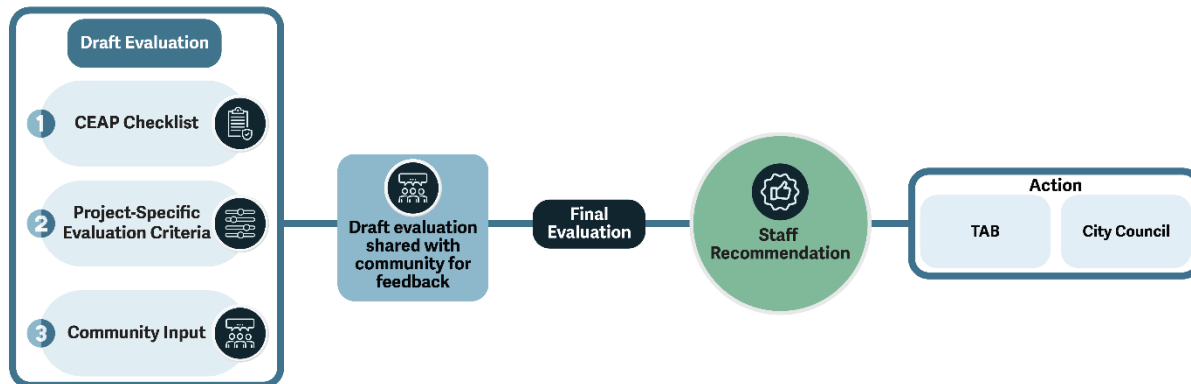 Draft Evaluation
1
CEAP Checklist
2
Project-Specific
Evaluation Criteria
3
Community Input
Draft evaluation
shared with
community for
feedback
Final
Evaluation
Staff
Recommendation
Action
TAB
City Council